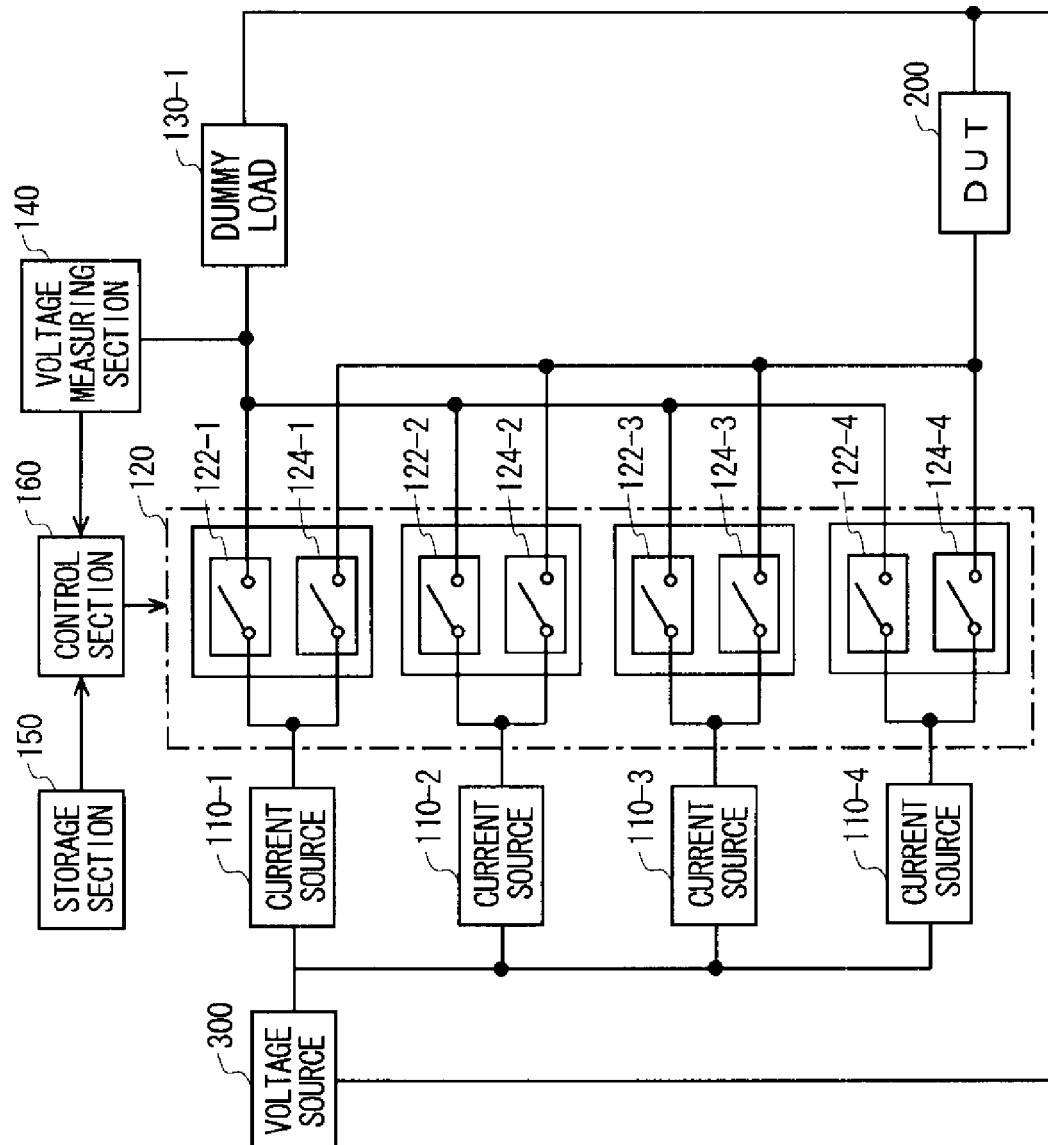 300
VOLTAGE
SOURCE
150
STORAGE
SECTION
160
CONTROL
SECTION
140
VOLTAGE
MEASURING
SECTION
130-1
DUMMY
LOAD
120
110-1
CURRENT
SOURCE
122-1
124-1
110-2
CURRENT
SOURCE
122-2
124-2
110-3
CURRENT
SOURCE
122-3
124-3
110-4
CURRENT
SOURCE
122-4
124-4
200
DUT